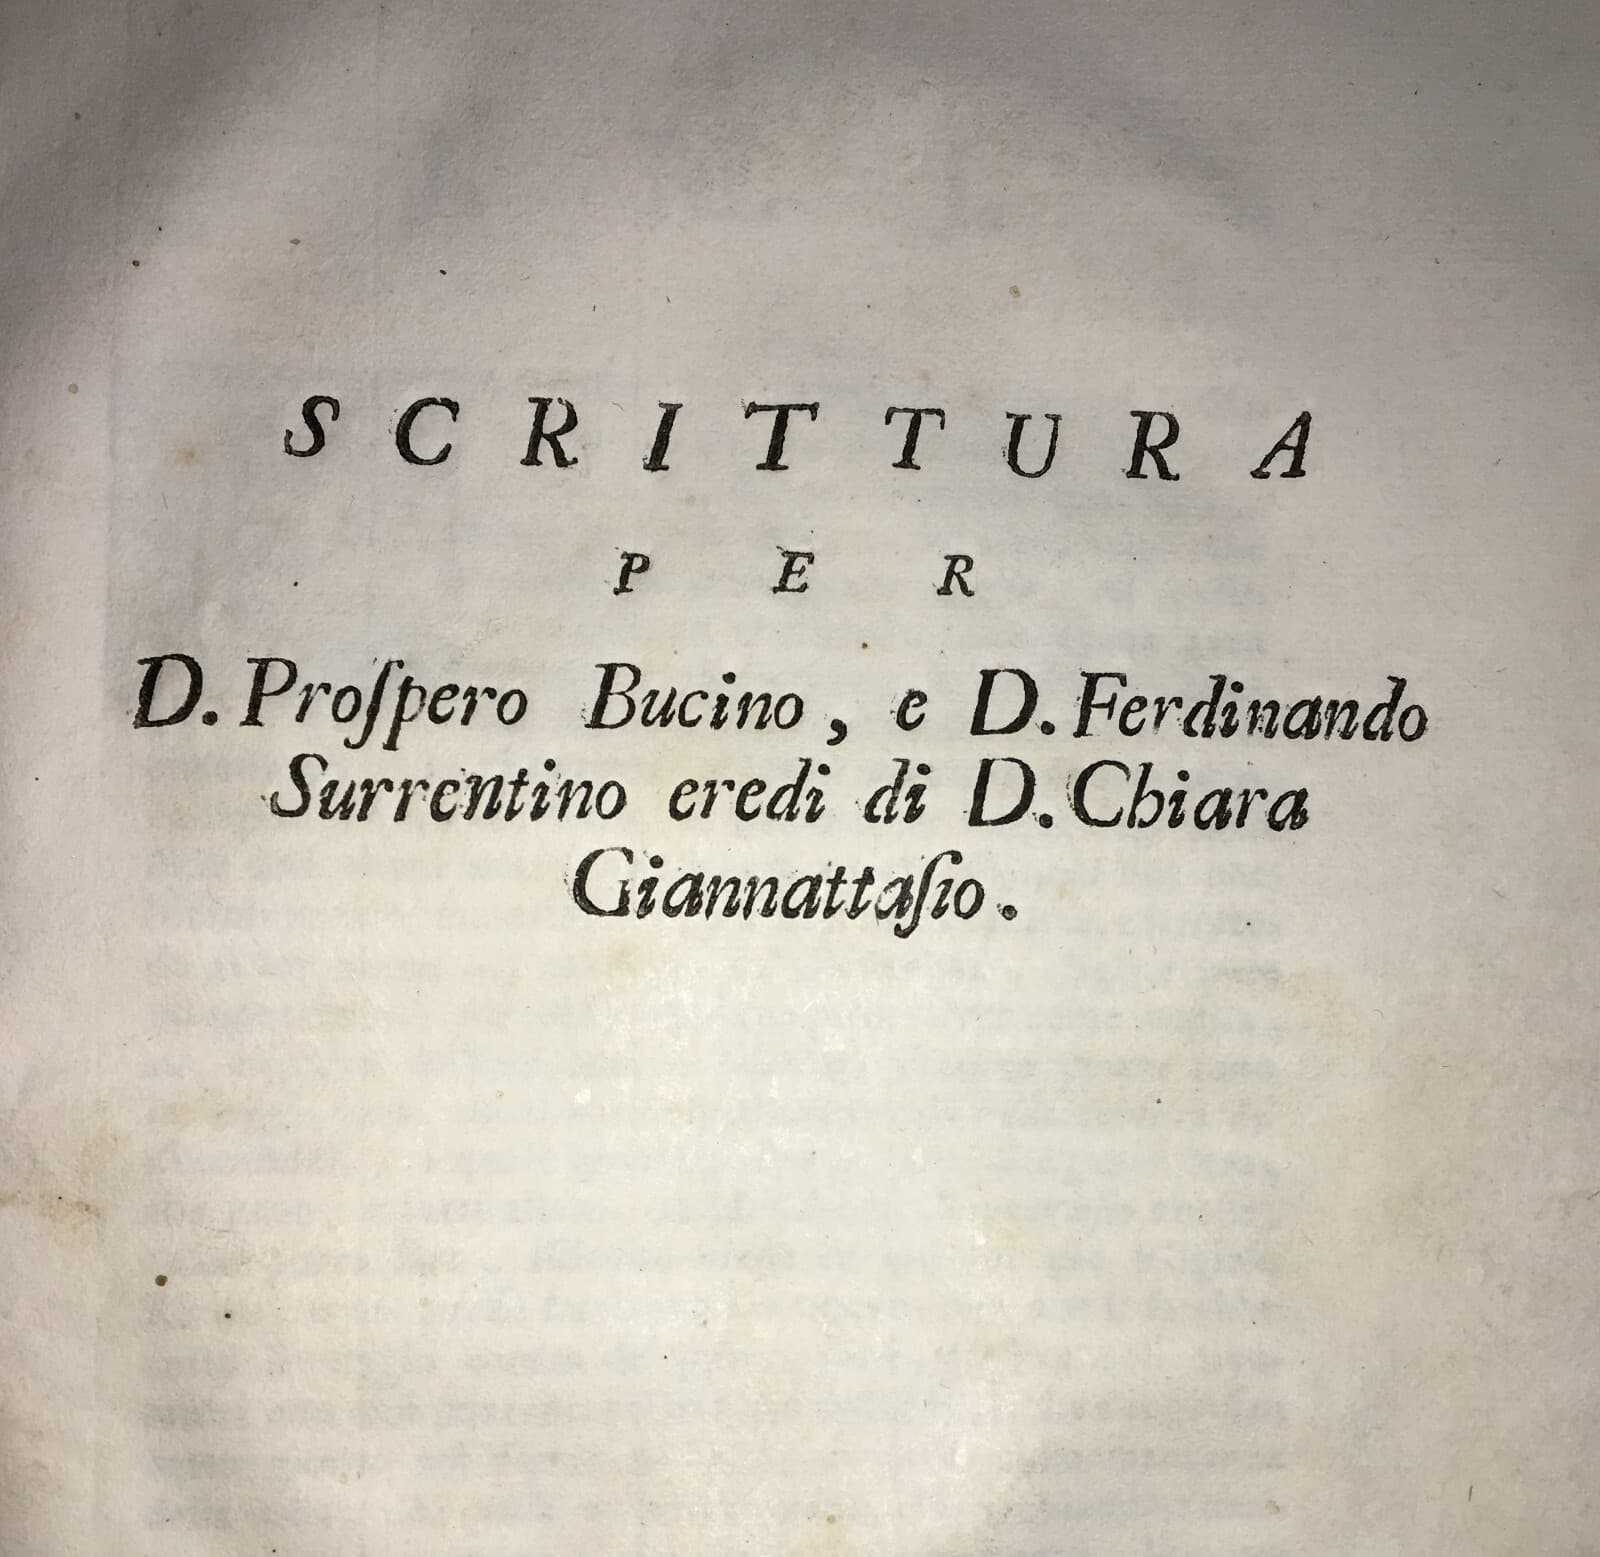 SCRITTURA
PER
D. Proſpero Bucino, e D. Ferdinando
Surrentino eredi di D. Chiara
Giannattaſio.